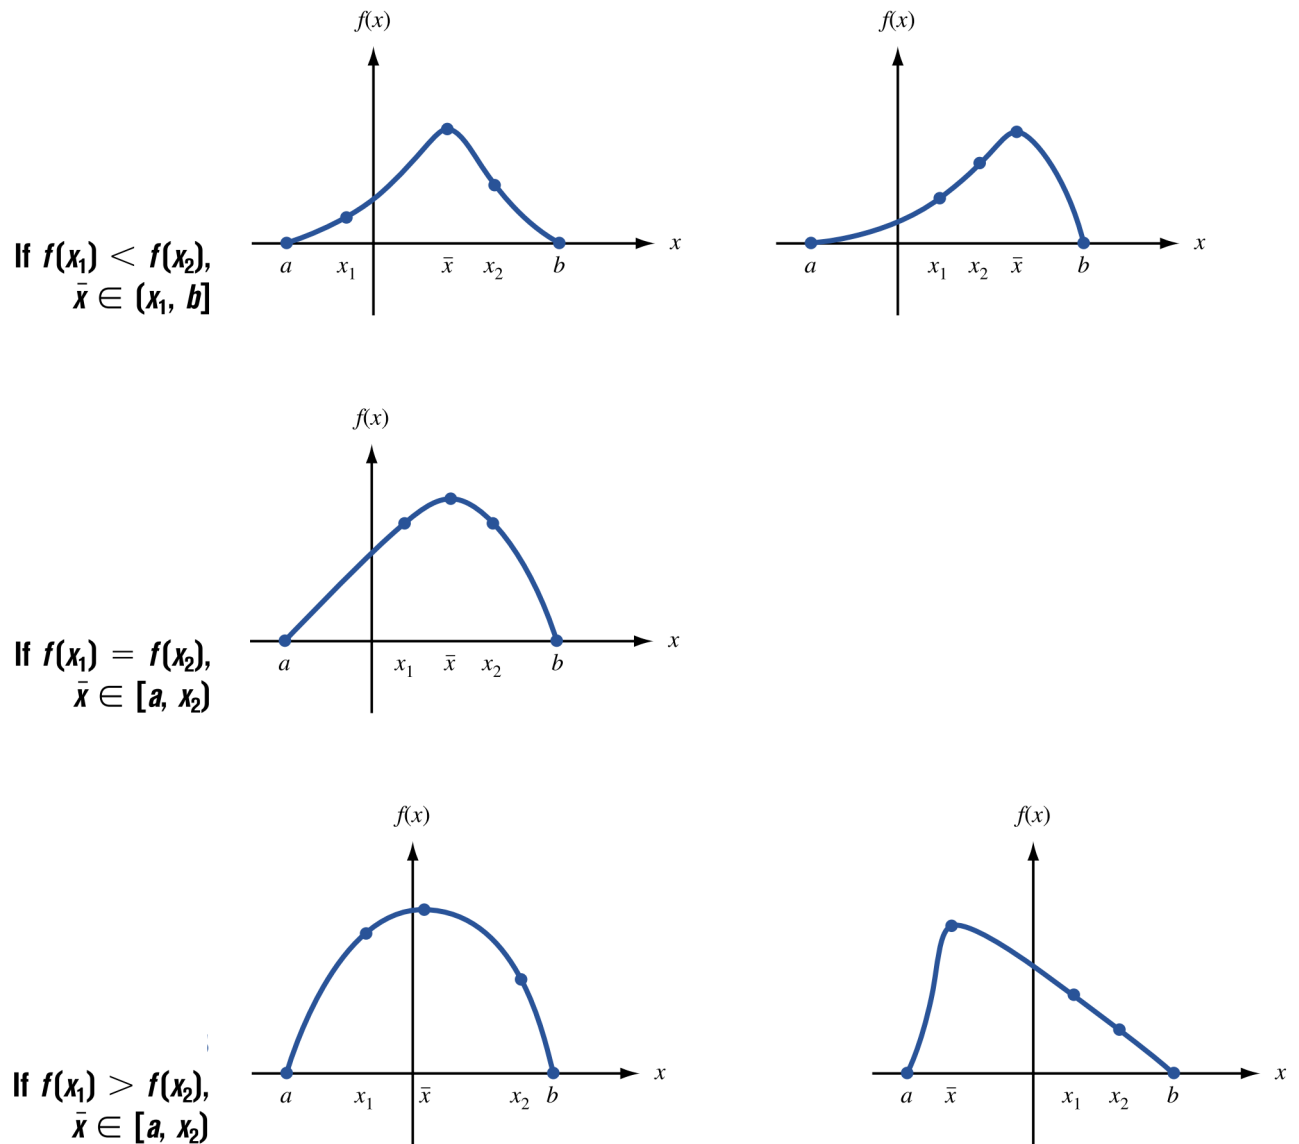 f(x)
f(x)
If f(x₁) < f(x₂),
x̄ ∈ (x₁, b]
a x₁ x̄ x₂ b x
a x₁ x₂ x̄ b x
f(x)
If f(x₁) = f(x₂),
x̄ ∈ [a, x₂)
a x₁ x̄ x₂ b x
f(x)
f(x)
If f(x₁) > f(x₂),
x̄ ∈ [a, x₂)
a x₁ x̄ x₂ b x
a x̄ x₁ x₂ b x